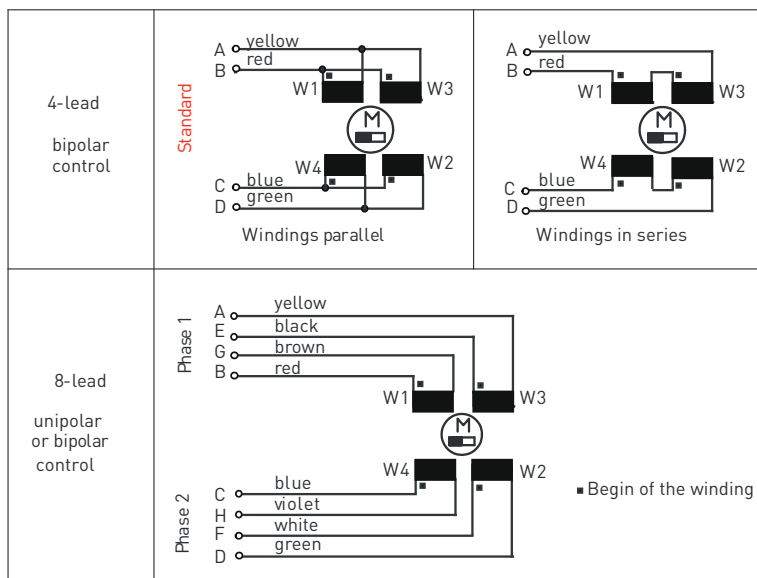 4-lead
bipolar
control
Standard
A yellow
B red
W1 W3
M
W4 W2
C blue
D green
Windings parallel
A yellow
B red
W1 W3
M
W4 W2
C blue
D green
Windings in series
8-lead
unipolar
or bipolar
control
Phase 1
A yellow
E black
G brown
B red
W1 W3
M
W4 W2
Phase 2
C blue
H violet
F white
D green
Begin of the winding